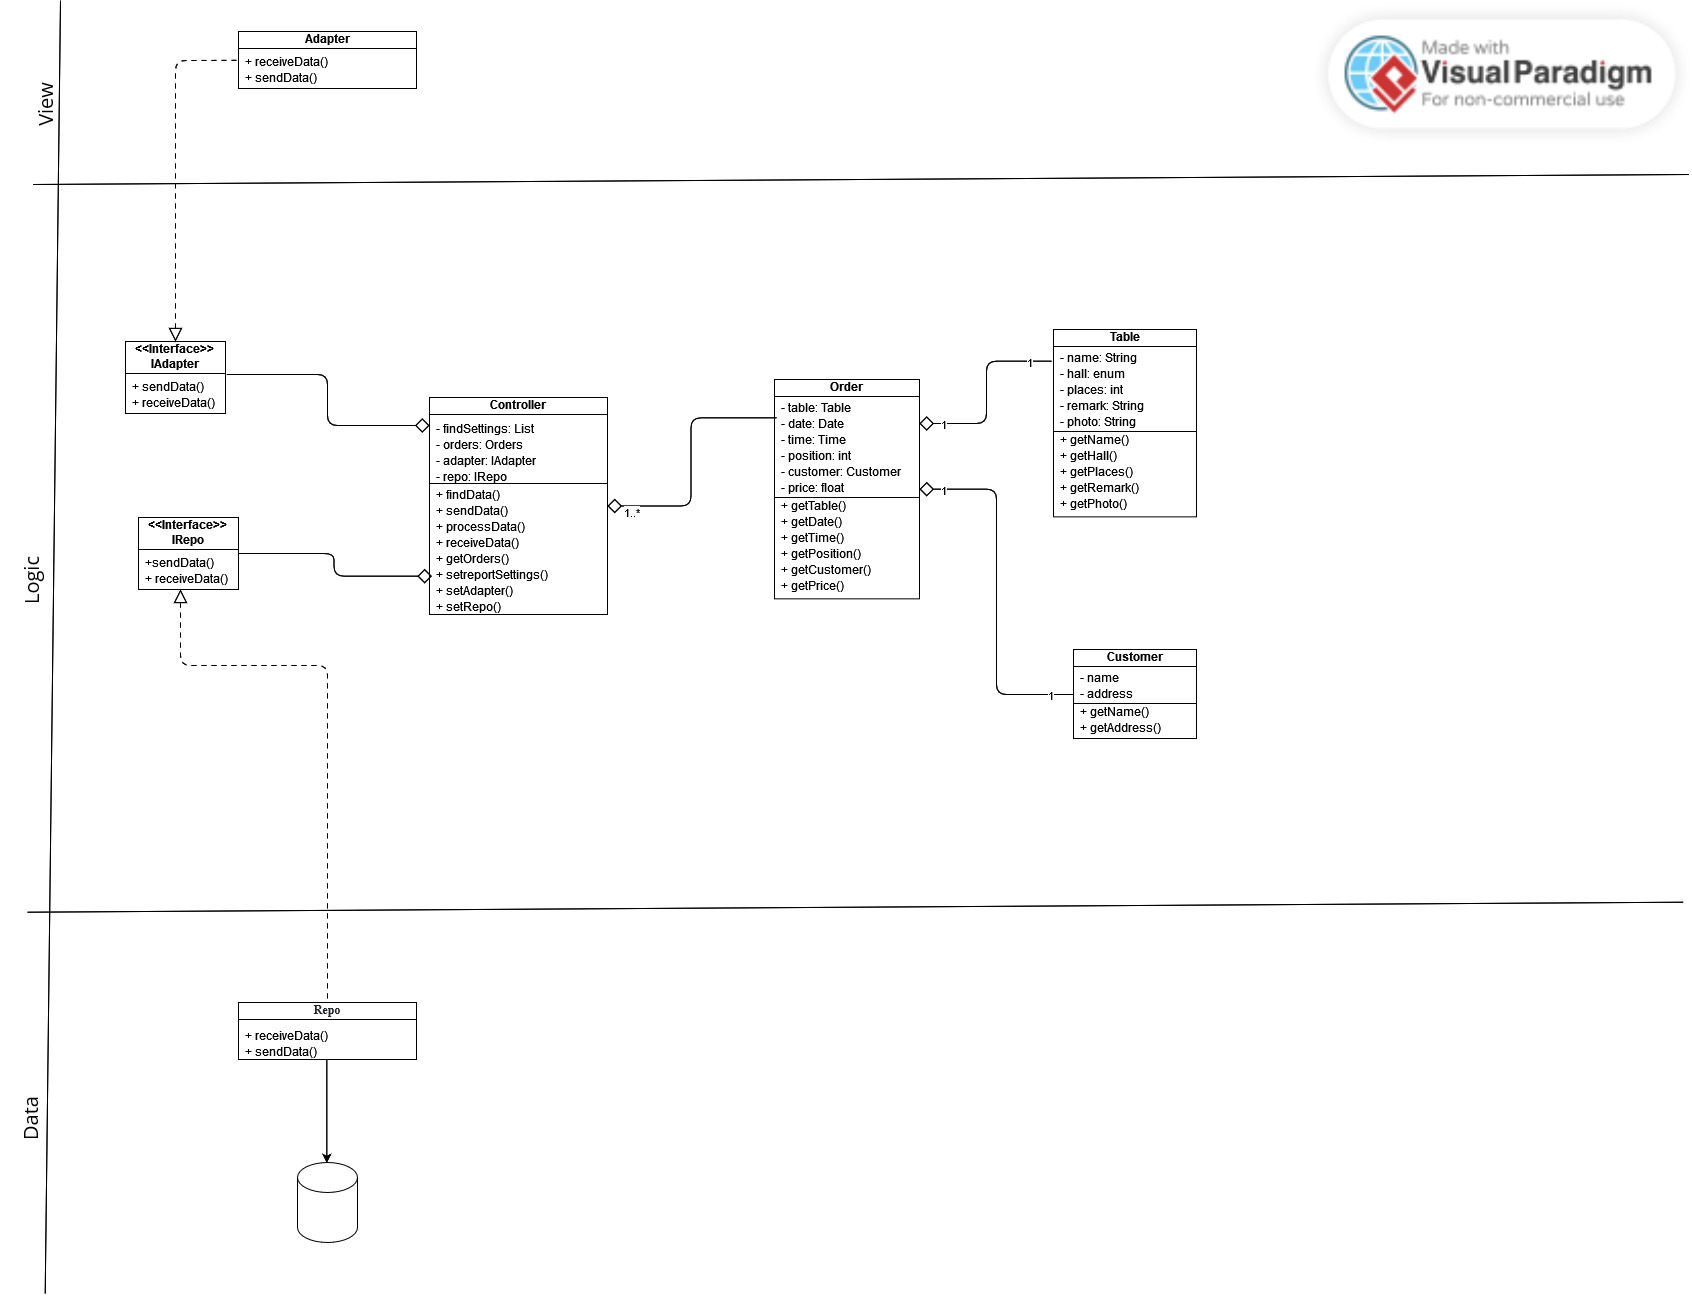 View
Adapter
+ receiveData()
+ sendData()
Made with
Visual Paradigm
For non-commercial use
Logic
<<Interface>>
IAdapter
+ sendData()
+ receiveData()
<<Interface>>
IRepo
+sendData()
+ receiveData()
Controller
- findSettings: List
- orders: Orders
- adapter: IAdapter
- repo: IRepo
+ findData()
+ sendData()
+ processData()
+ receiveData()
+ getOrders()
+ setreportSettings()
+ setAdapter()
+ setRepo()
1..*
Order
- table: Table
- date: Date
- time: Time
- position: int
- customer: Customer
- price: float
+ getTable()
+ getDate()
+ getTime()
+ getPosition()
+ getCustomer()
+ getPrice()
1
1
1
1
Table
- name: String
- hall: enum
- places: int
- remark: String
- photo: String
+ getName()
+ getHall()
+ getPlaces()
+ getRemark()
+ getPhoto()
Customer
- name
- address
+ getName()
+ getAddress()
Data
Repo
+ receiveData()
+ sendData()